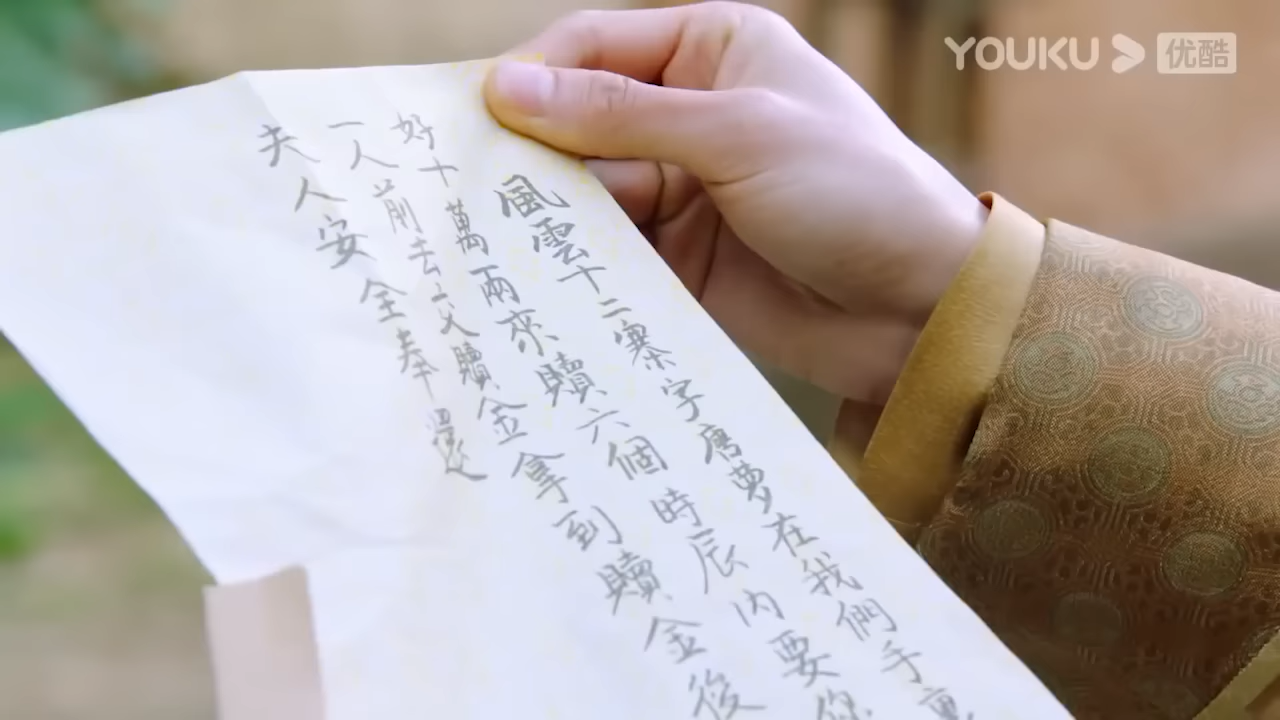 YOUKU 优酷
風雲十二寨字唐夢在我們手裏
好十萬兩來贖六個時辰內要你
一人前去交贖金拿到贖金後
夫人安全奉還